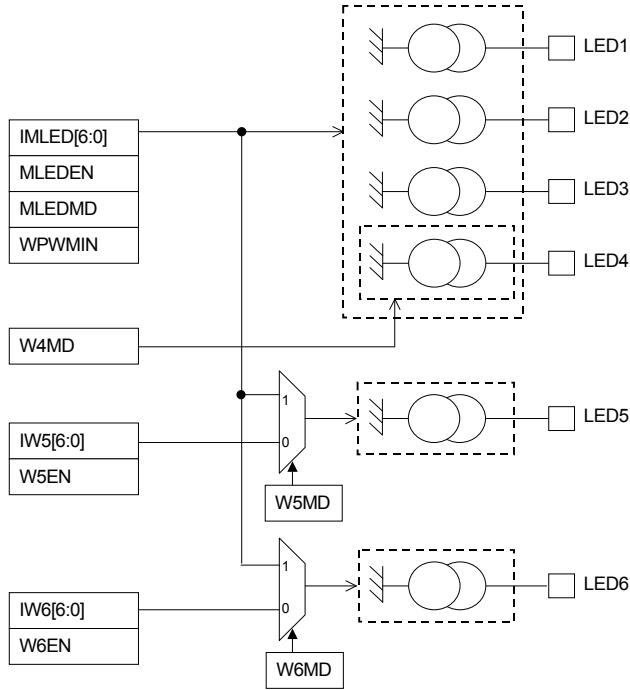 LED1
LED2
IMLED[6:0]
MLEDEN
LED3
MLEDMD
WPWMIN
LED4
W4MD
1
LED5
IW5[6:0]
0
W5EN
W5MD
1
LED6
IW6[6:0]
0
W6EN
W6MD